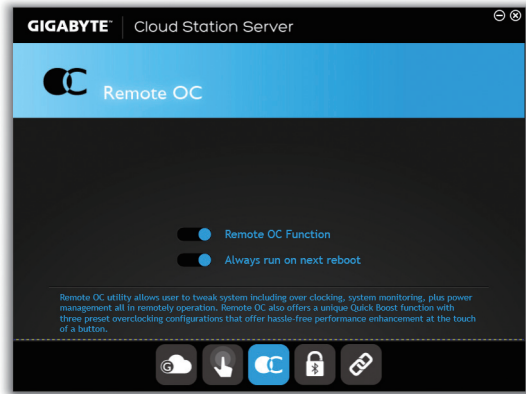 GIGABYTE™ Cloud Station Server
OC Remote OC
Remote OC Function
Always run on next reboot
Remote OC utility allows user to tweak system including over clocking, system monitoring, plus power
management all in remotely operation. Remote OC also offers a unique Quick Boost function with
three preset overclocking configurations that offer hassle-free performance enhancement at the touch
of a button.
G OC